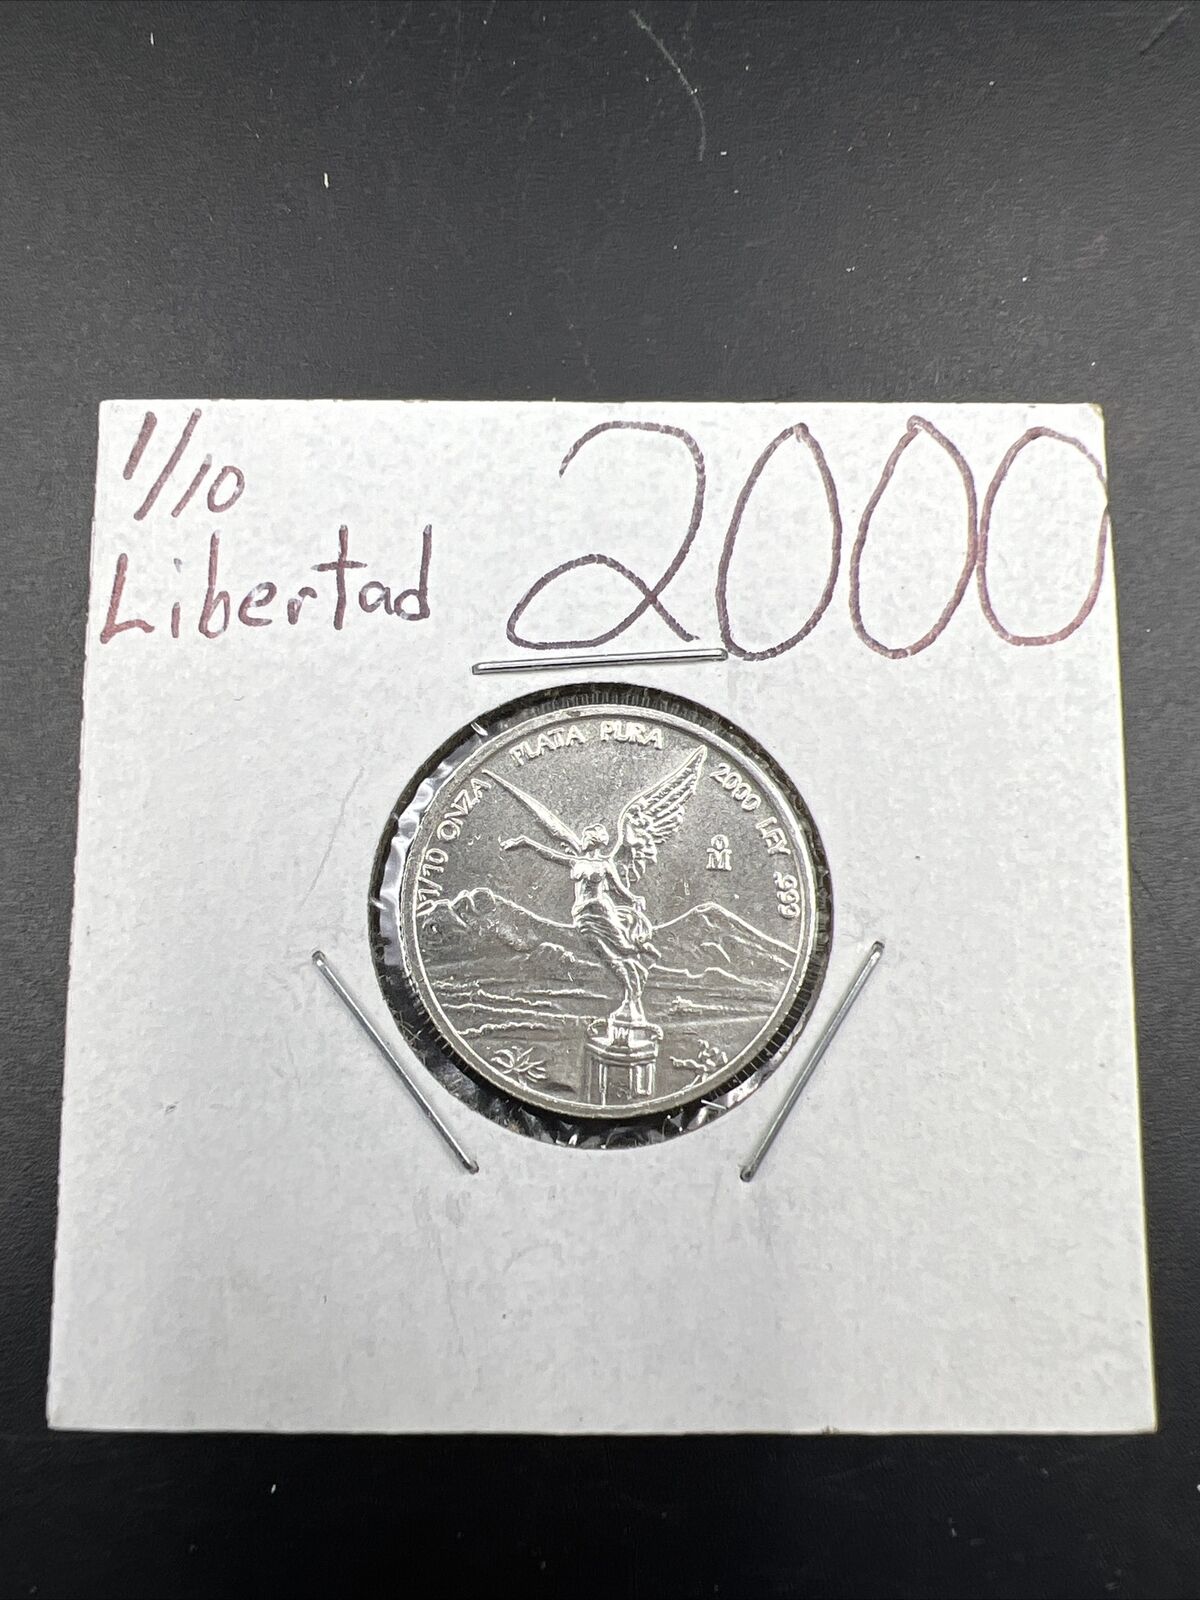 1/10
Libertad
2000
1/10 ONZA PLATA PURA 2000 LEY .999
Mo